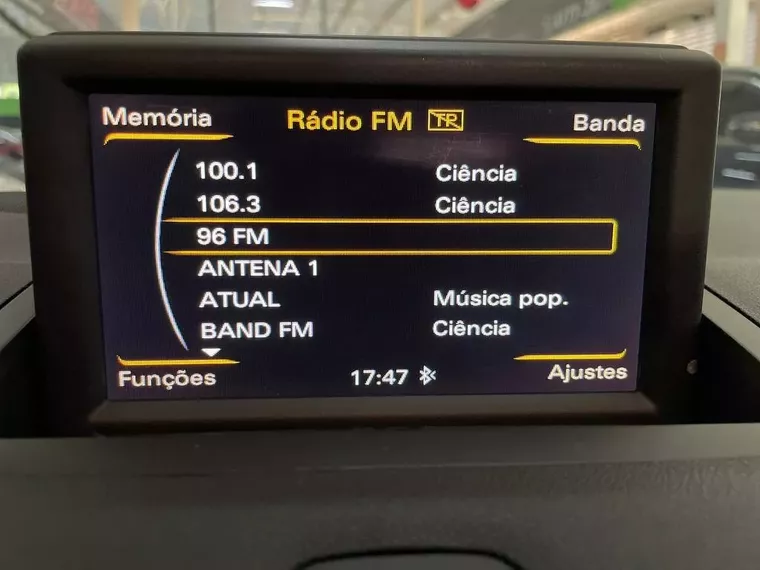 Memória Rádio FM TP Banda
100.1 Ciência
106.3 Ciência
96 FM
ANTENA 1
ATUAL Música pop.
BAND FM Ciência
Funções 17:47 Ajustes